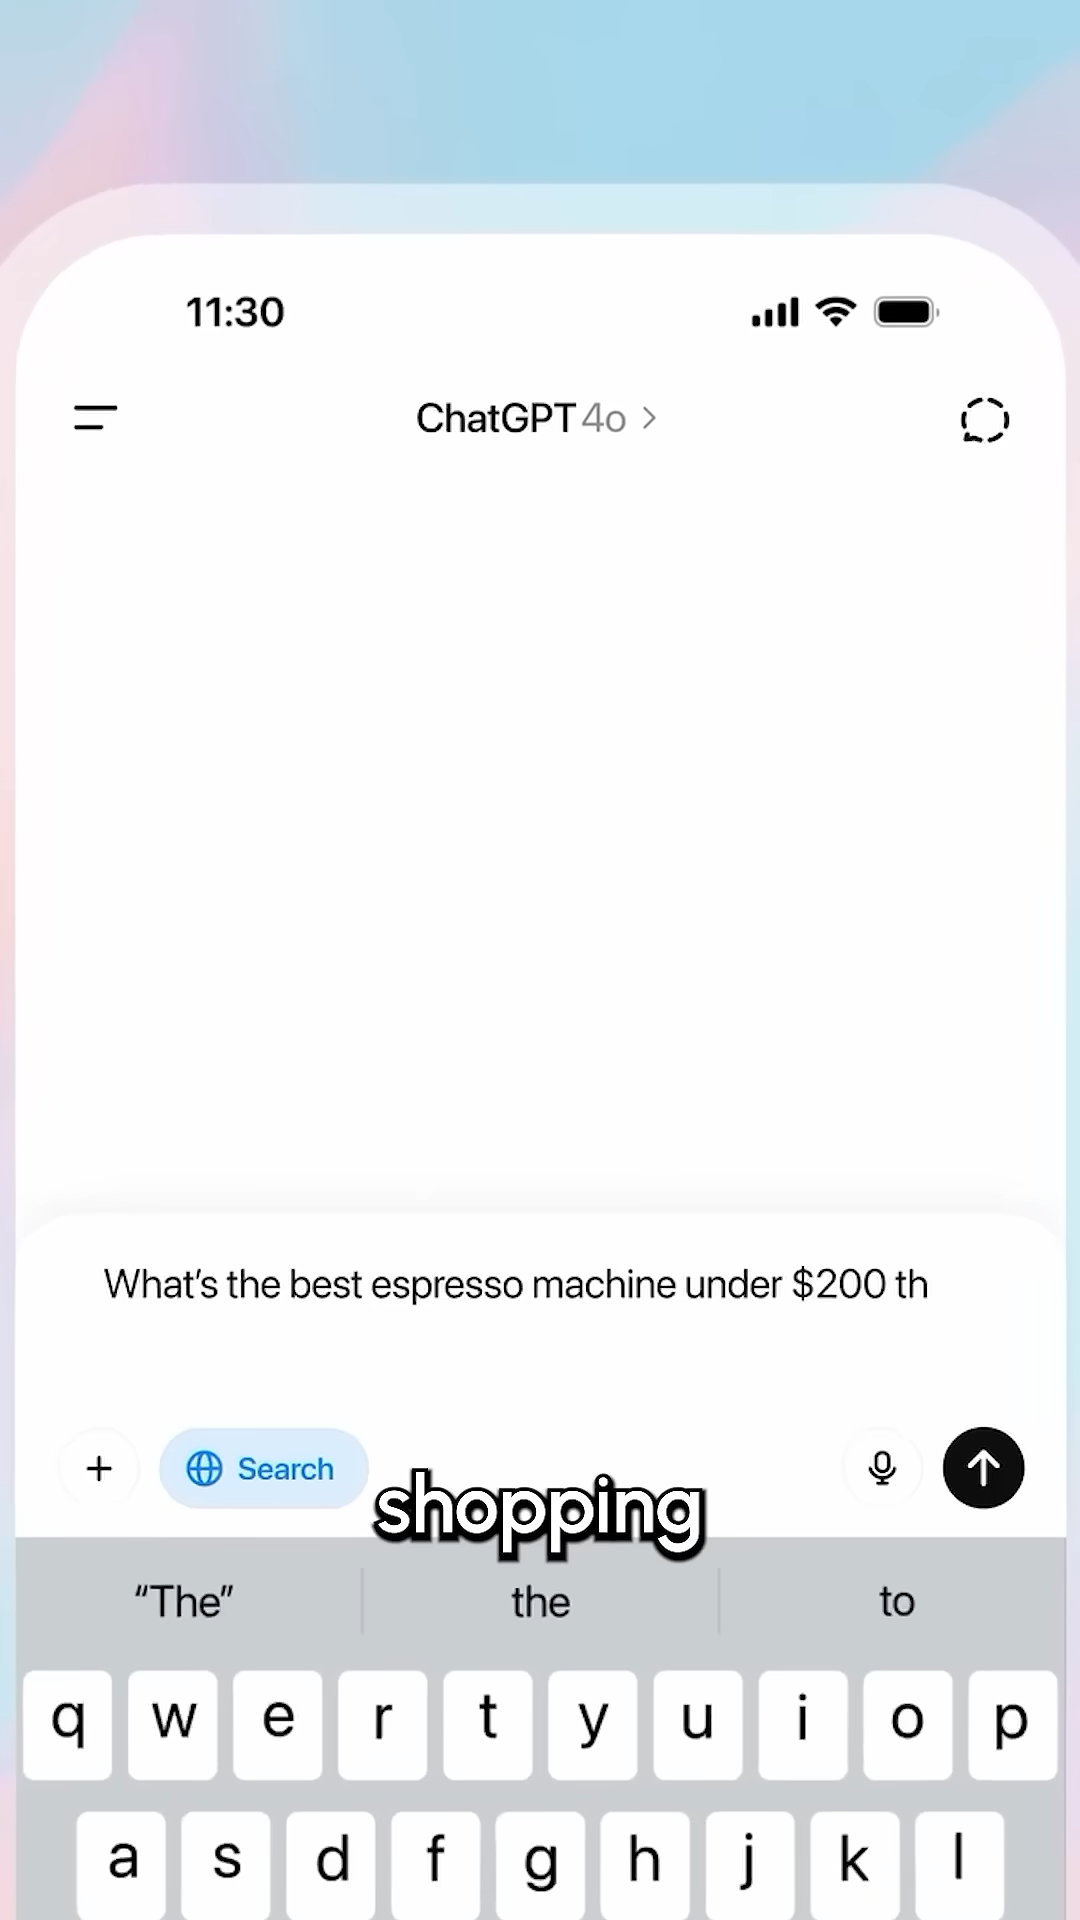 11:30
ChatGPT 4o >
What's the best espresso machine under $200 th
+ Search
shopping
“The” the to
q w e r t y u i o p
a s d f g h j k l